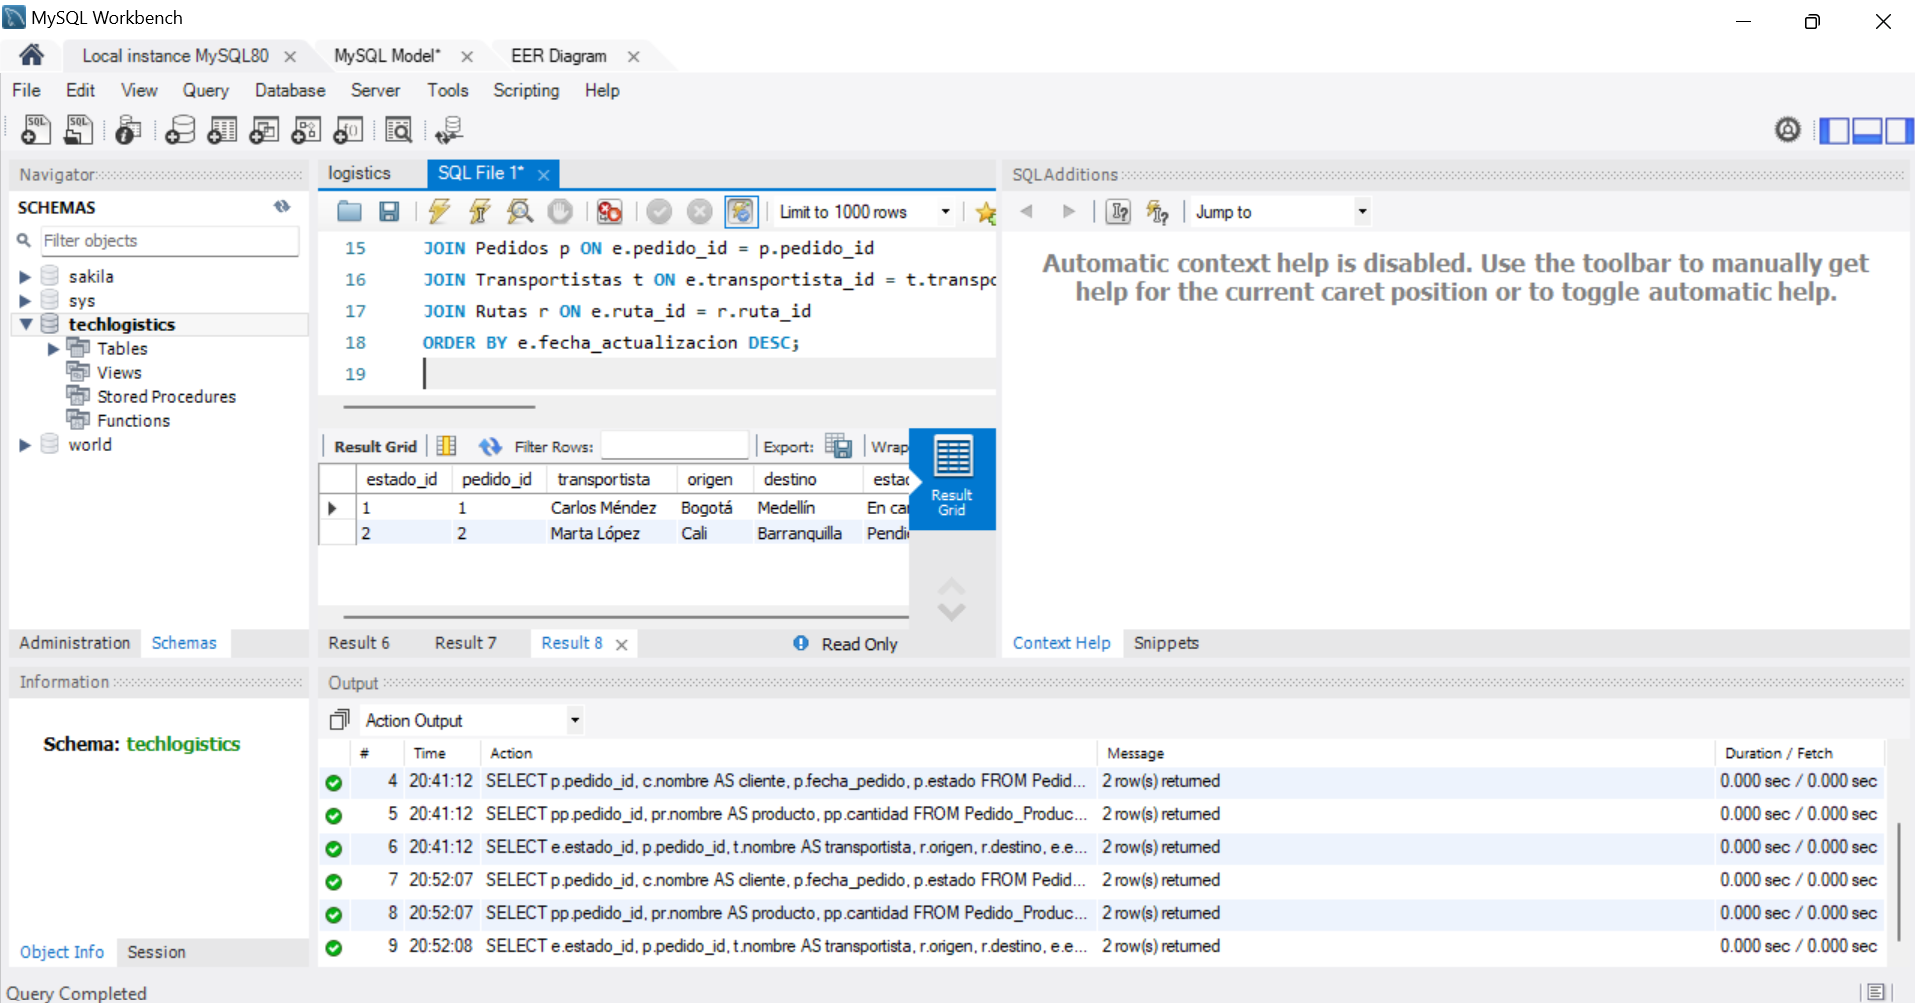 MySQL Workbench
Local instance MySQL80
MySQL Model*
EER Diagram
File Edit View Query Database Server Tools Scripting Help
Navigator
SCHEMAS
Filter objects
sakila
sys
techlogistics
Tables
Views
Stored Procedures
Functions
world
Administration Schemas
Information
Schema: techlogistics
Object Info Session
logistics SQL File 1*
Limit to 1000 rows
15 JOIN Pedidos p ON e.pedido_id = p.pedido_id
16 JOIN Transportistas t ON e.transportista_id = t.transpo
17 JOIN Rutas r ON e.ruta_id = r.ruta_id
18 ORDER BY e.fecha_actualizacion DESC;
19
Result Grid Filter Rows: Export: Wrap
estado_id pedido_id transportista origen destino estac
1 1 Carlos Méndez Bogotá Medellín En ca
2 2 Marta López Cali Barranquilla Pendi
Result
Grid
Result 6 Result 7 Result 8 Read Only
SQLAdditions
Jump to
Automatic context help is disabled. Use the toolbar to manually get
help for the current caret position or to toggle automatic help.
Context Help Snippets
Output
Action Output
# Time Action Message Duration / Fetch
4 20:41:12 SELECT p.pedido_id, c.nombre AS cliente, p.fecha_pedido, p.estado FROM Pedid... 2 row(s) returned 0.000 sec / 0.000 sec
5 20:41:12 SELECT pp.pedido_id, pr.nombre AS producto, pp.cantidad FROM Pedido_Produc... 2 row(s) returned 0.000 sec / 0.000 sec
6 20:41:12 SELECT e.estado_id, p.pedido_id, t.nombre AS transportista, r.origen, r.destino, e.e... 2 row(s) returned 0.000 sec / 0.000 sec
7 20:52:07 SELECT p.pedido_id, c.nombre AS cliente, p.fecha_pedido, p.estado FROM Pedid... 2 row(s) returned 0.000 sec / 0.000 sec
8 20:52:07 SELECT pp.pedido_id, pr.nombre AS producto, pp.cantidad FROM Pedido_Produc... 2 row(s) returned 0.000 sec / 0.000 sec
9 20:52:08 SELECT e.estado_id, p.pedido_id, t.nombre AS transportista, r.origen, r.destino, e.e... 2 row(s) returned 0.000 sec / 0.000 sec
Query Completed